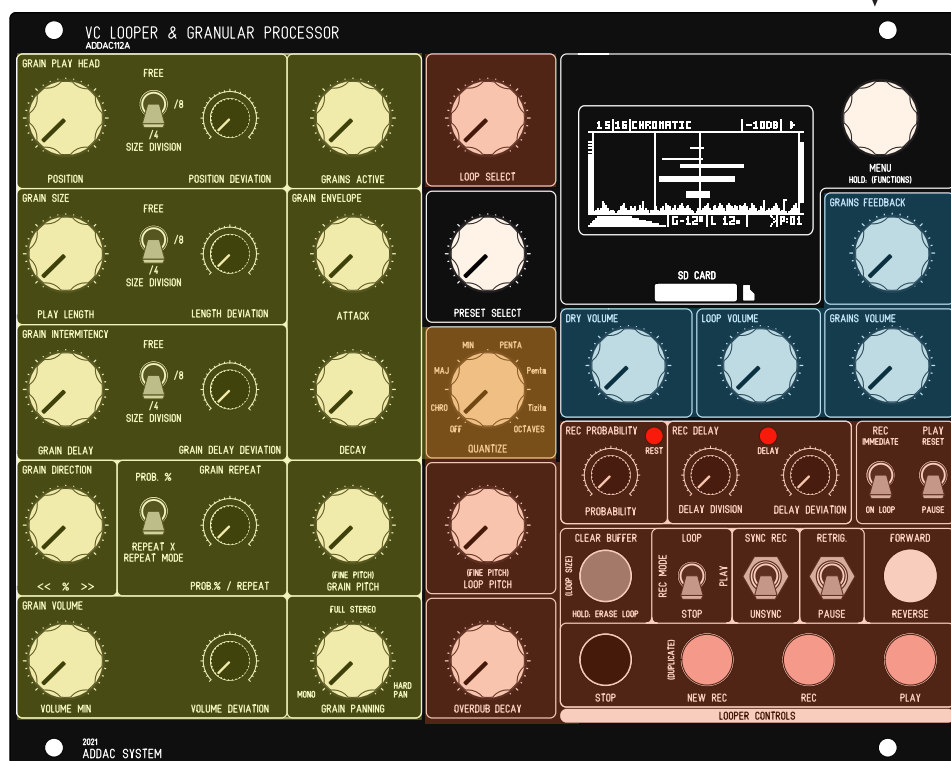 VC LOOPER & GRANULAR PROCESSOR
ADDAC112A
GRAIN PLAY HEAD
FREE
/8
/4
SIZE DIVISION
POSITION
POSITION DEVIATION
GRAINS ACTIVE
LOOP SELECT
15|16|CHROMATIC |-10DB|
G-12 L 12 P:01
MENU
HOLD: (FUNCTIONS)
GRAIN SIZE
FREE
/8
/4
SIZE DIVISION
PLAY LENGTH
LENGTH DEVIATION
GRAIN ENVELOPE
ATTACK
PRESET SELECT
SD CARD
GRAINS FEEDBACK
GRAIN INTERMITENCY
FREE
/8
/4
SIZE DIVISION
GRAIN DELAY
GRAIN DELAY DEVIATION
DECAY
MIN
PENTA
MAJ
Penta
CHRO
Tizita
OFF
OCTAVES
QUANTIZE
DRY VOLUME
LOOP VOLUME
GRAINS VOLUME
REC PROBABILITY
REST
PROBABILITY
REC DELAY
DELAY
DELAY DIVISION
DELAY DEVIATION
REC
IMMEDIATE
ON LOOP
PLAY
RESET
PAUSE
GRAIN DIRECTION
<< % >>
PROB. %
GRAIN REPEAT
REPEAT X
REPEAT MODE
PROB.% / REPEAT
(FINE PITCH)
GRAIN PITCH
(FINE PITCH)
LOOP PITCH
CLEAR BUFFER
(LOOP SIZE)
HOLD: ERASE LOOP
LOOP
REC MODE
PLAY
STOP
SYNC REC
UNSYNC
RETRIG.
PAUSE
FORWARD
REVERSE
GRAIN VOLUME
VOLUME MIN
VOLUME DEVIATION
FULL STEREO
MONO
HARD
PAN
GRAIN PANNING
OVERDUB DECAY
STOP
(DUPLICATE)
NEW REC
REC
PLAY
LOOPER CONTROLS
2021
ADDAC SYSTEM